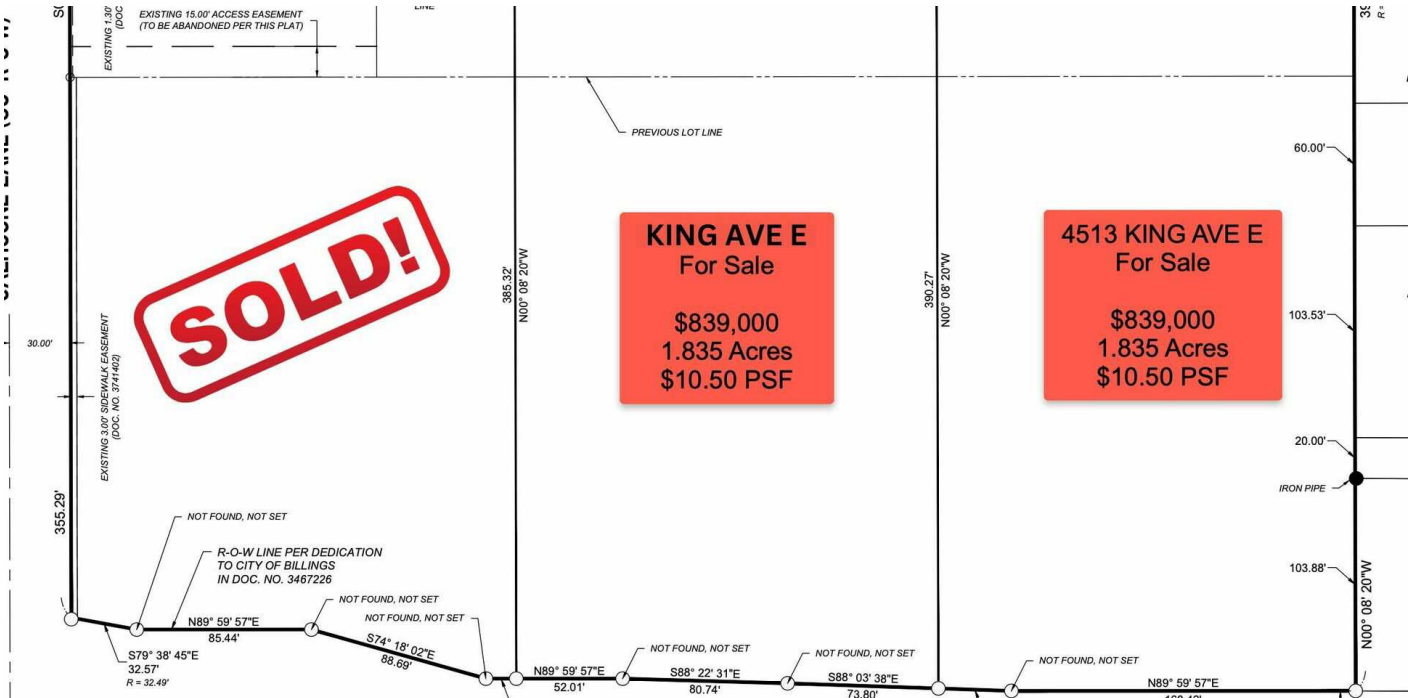 EXISTING 15.00' ACCESS EASEMENT
(TO BE ABANDONED PER THIS PLAT)
EXISTING 1.30'
(DOC
LINE
PREVIOUS LOT LINE
60.00'
SOLD!
KING AVE E
For Sale
$839,000
1.835 Acres
$10.50 PSF
4513 KING AVE E
For Sale
$839,000
1.835 Acres
$10.50 PSF
385.32'
N00° 08' 20"W
390.27'
N00° 08' 20"W
103.53'
30.00'
EXISTING 3.00' SIDEWALK EASEMENT
(DOC. NO. 3741402)
20.00'
IRON PIPE
355.29'
NOT FOUND, NOT SET
R-O-W LINE PER DEDICATION
TO CITY OF BILLINGS
IN DOC. NO. 3467226
103.88'
N00° 08' 20"W
NOT FOUND, NOT SET
NOT FOUND, NOT SET
N89° 59' 57"E
85.44'
S74° 18' 02"E
88.69'
S79° 38' 45"E
32.57'
R = 32.49'
NOT FOUND, NOT SET
NOT FOUND, NOT SET
NOT FOUND, NOT SET
N89° 59' 57"E
52.01'
S88° 22' 31"E
80.74'
S88° 03' 38"E
73.80'
N89° 59' 57"E